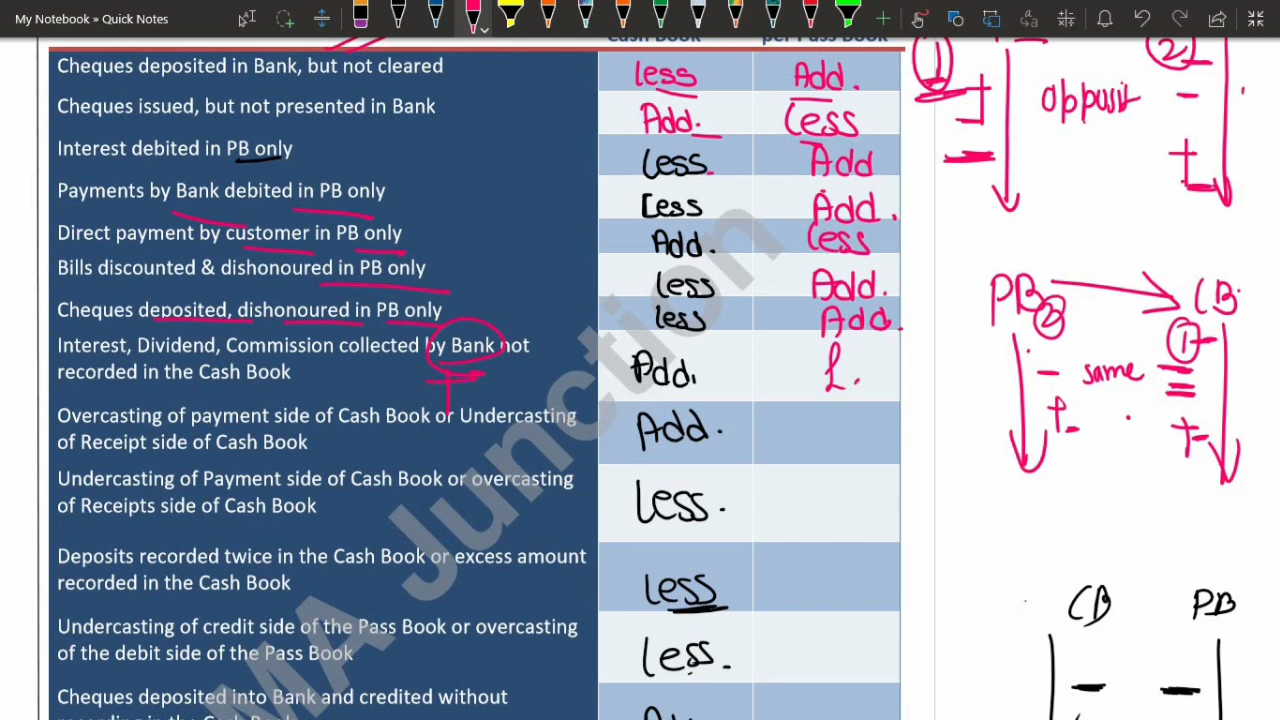 My Notebook » Quick Notes
Cash Book per Pass Book
Cheques deposited in Bank, but not cleared less Add.
Cheques issued, but not presented in Bank Add. Less
Interest debited in PB only less. Add
Payments by Bank debited in PB only less Add.
Direct payment by customer in PB only Add. less
Bills discounted & dishonoured in PB only less Add.
Cheques deposited, dishonoured in PB only less Add.
Interest, Dividend, Commission collected by Bank not
recorded in the Cash Book Add. L.
Overcasting of payment side of Cash Book or Undercasting
of Receipt side of Cash Book Add.
Undercasting of Payment side of Cash Book or overcasting
of Receipts side of Cash Book Less.
Deposits recorded twice in the Cash Book or excess amount
recorded in the Cash Book less
Undercasting of credit side of the Pass Book or overcasting
of the debit side of the Pass Book less.
Cheques deposited into Bank and credited without
MA Junction
1 2
opposit
PB CB
2 1
same
CB PB